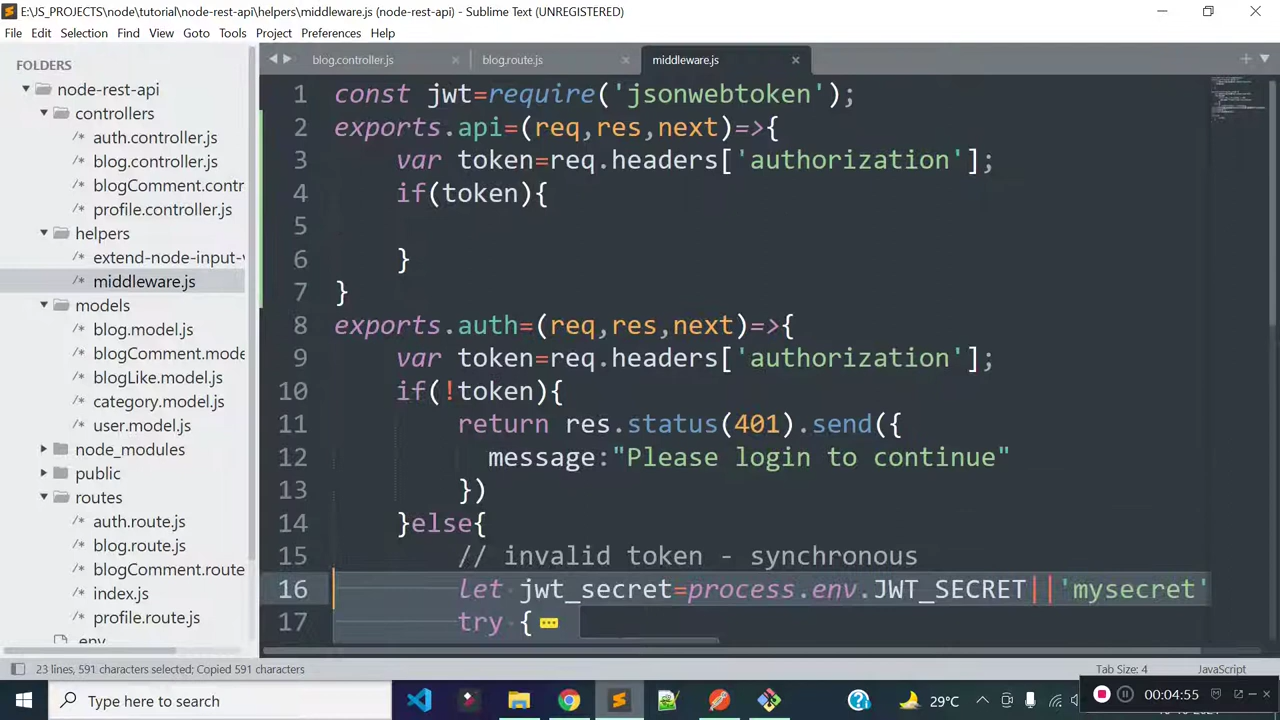 E:\JS_PROJECTS\node\tutorial\node-rest-api\helpers\middleware.js (node-rest-api) - Sublime Text (UNREGISTERED)
File Edit Selection Find View Goto Tools Project Preferences Help
FOLDERS
node-rest-api
controllers
/* auth.controller.js
/* blog.controller.js
/* blogComment.contr
/* profile.controller.js
helpers
/* extend-node-input-v
/* middleware.js
models
/* blog.model.js
/* blogComment.mode
/* blogLike.model.js
/* category.model.js
/* user.model.js
node_modules
public
routes
/* auth.route.js
/* blog.route.js
/* blogComment.route
/* index.js
/* profile.route.js
blog.controller.js blog.route.js middleware.js
1 const jwt=require('jsonwebtoken');
2 exports.api=(req,res,next)=>{
3 var token=req.headers['authorization'];
4 if(token){
5
6 }
7 }
8 exports.auth=(req,res,next)=>{
9 var token=req.headers['authorization'];
10 if(!token){
11 return res.status(401).send({
12 message:"Please login to continue"
13 })
14 }else{
15 // invalid token - synchronous
16 let jwt_secret=process.env.JWT_SECRET||'mysecret'
17 try {
23 lines, 591 characters selected; Copied 591 characters Tab Size: 4 JavaScript
Type here to search
29°C
00:04:55